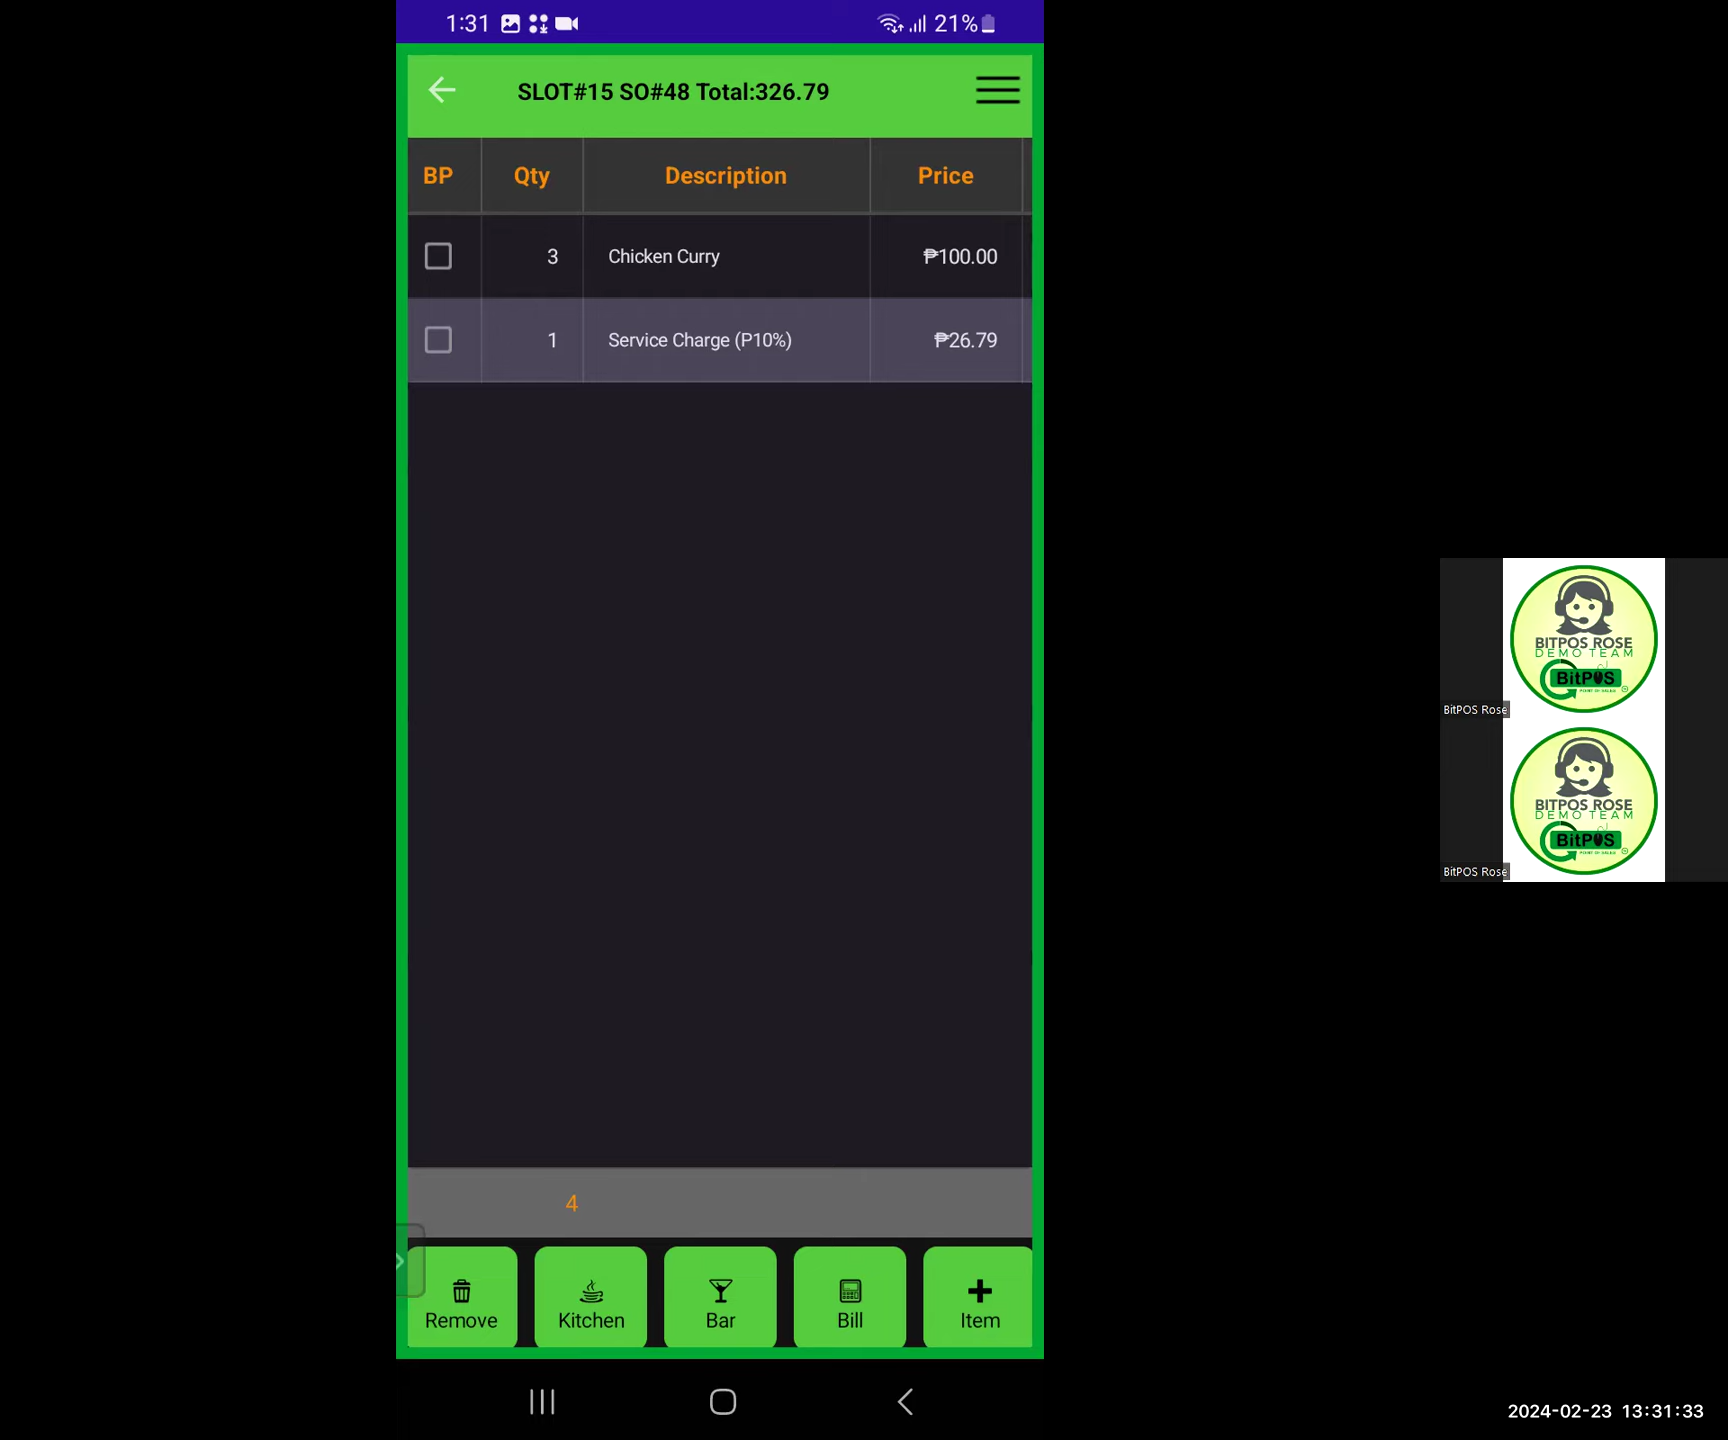 1:31 21%
SLOT#15 SO#48 Total:326.79
BP Qty Description Price
3 Chicken Curry ₱100.00
1 Service Charge (P10%) ₱26.79
4
Remove Kitchen Bar Bill Item
BITPOS ROSE
DEMO TEAM
BitPOS
BitPOS Rose
BITPOS ROSE
DEMO TEAM
BitPOS
BitPOS Rose
2024-02-23 13:31:33